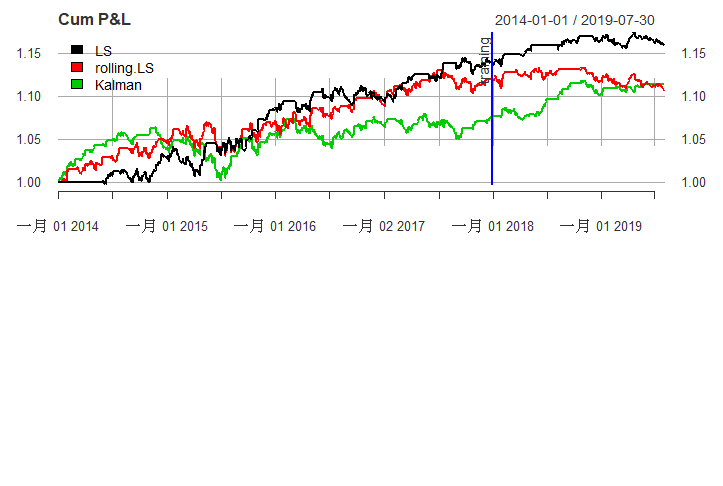 Cum P&L
2014-01-01 / 2019-07-30
LS
rolling.LS
Kalman
training
1.15
1.10
1.05
1.00
1.15
1.10
1.05
1.00
一月 01 2014
一月 01 2015
一月 01 2016
一月 02 2017
一月 01 2018
一月 01 2019